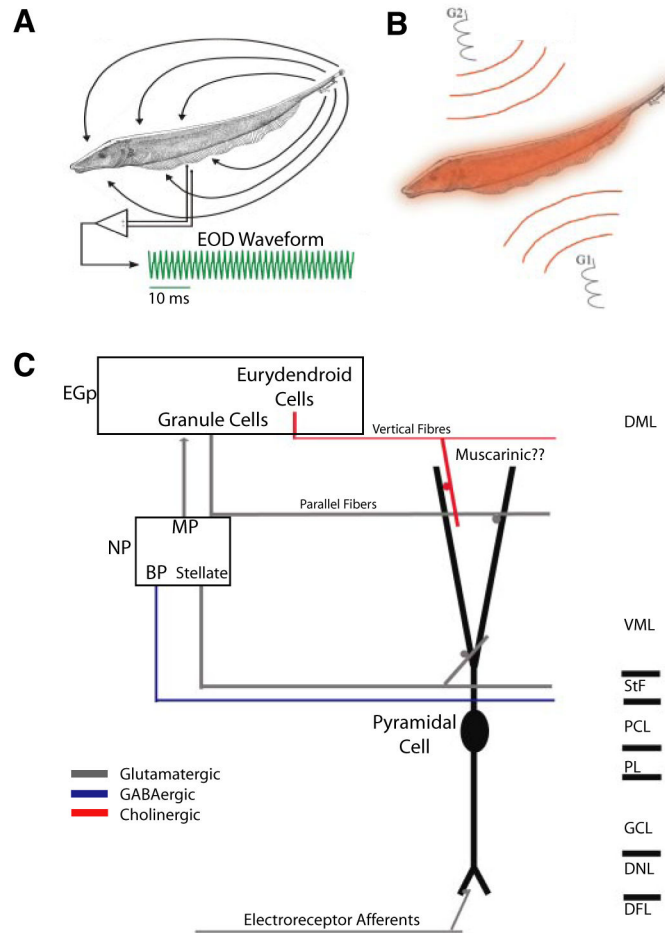 A
B
G2
EOD Waveform
10 ms
G1
C
EGp
Eurydendroid
Cells
Granule Cells
Vertical Fibres
DML
Muscarinic??
Parallel Fibers
NP
MP
BP
Stellate
VML
StF
Pyramidal
Cell
PCL
PL
Glutamatergic
GABAergic
Cholinergic
GCL
DNL
DFL
Electroreceptor Afferents